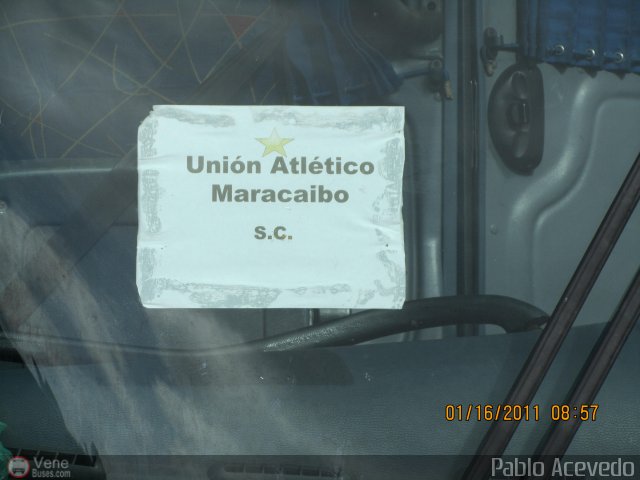 Unión Atlético
Maracaibo
S.C.
01/16/2011 08:57
Vene
Buses.com
Pablo Acevedo